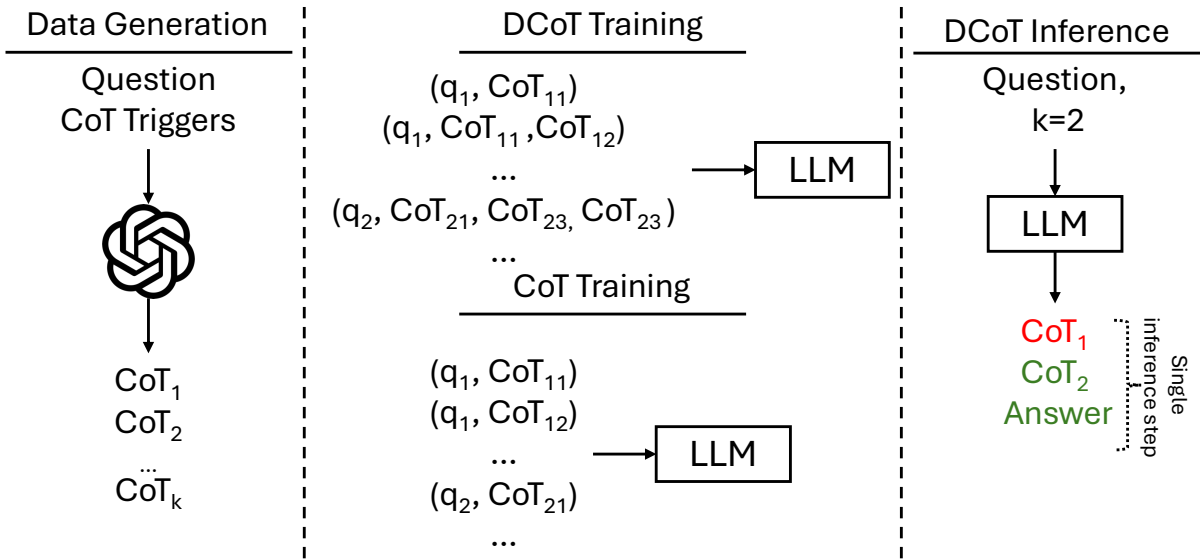 Data Generation
Question
CoT Triggers
CoT₁
CoT₂
...
CoTₖ
DCoT Training
(q₁, CoT₁₁)
(q₁, CoT₁₁ ,CoT₁₂)
...
(q₂, CoT₂₁, CoT₂₃, CoT₂₃)
...
LLM
CoT Training
(q₁, CoT₁₁)
(q₁, CoT₁₂)
...
(q₂, CoT₂₁)
...
LLM
DCoT Inference
Question,
k=2
LLM
CoT₁
CoT₂
Answer
Single
inference step